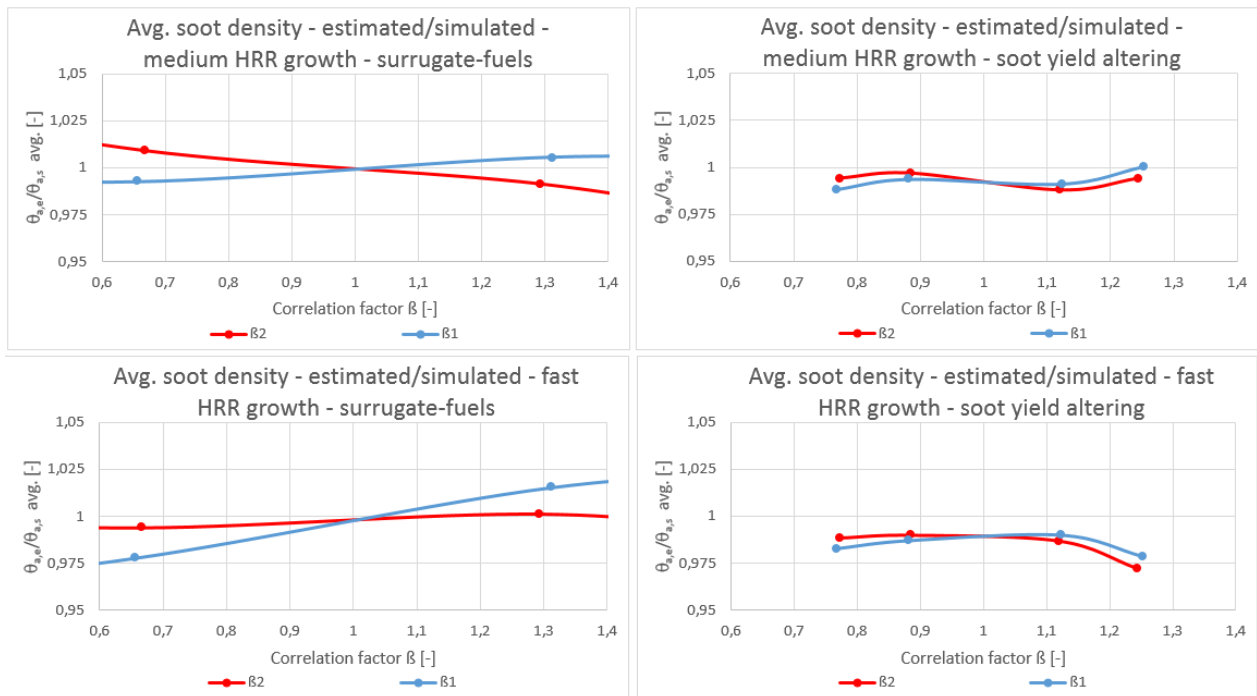 Avg. soot density - estimated/simulated -
medium HRR growth - surrugate-fuels
1,05
1,025
1
0,975
0,95
θa,e/θa,s avg. [-]
0,6 0,7 0,8 0,9 1 1,1 1,2 1,3 1,4
Correlation factor ß [-]
ß2 ß1
Avg. soot density - estimated/simulated -
medium HRR growth - soot yield altering
1,05
1,025
1
0,975
0,95
θa,e/θa,s avg. [-]
0,6 0,7 0,8 0,9 1 1,1 1,2 1,3 1,4
Correlation factor ß [-]
ß2 ß1
Avg. soot density - estimated/simulated - fast
HRR growth - surrugate-fuels
1,05
1,025
1
0,975
0,95
θa,e/θa,s avg. [-]
0,6 0,7 0,8 0,9 1 1,1 1,2 1,3 1,4
Correlation factor ß [-]
ß2 ß1
Avg. soot density - estimated/simulated - fast
HRR growth - soot yield altering
1,05
1,025
1
0,975
0,95
θa,e/θa,s avg. [-]
0,6 0,7 0,8 0,9 1 1,1 1,2 1,3 1,4
Correlation factor ß [-]
ß2 ß1